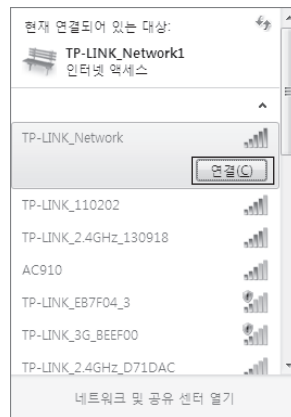 현재 연결되어 있는 대상:
TP-LINK_Network1
인터넷 액세스
TP-LINK_Network
연결(C)
TP-LINK_110202
TP-LINK_2.4GHz_130918
AC910
TP-LINK_EB7F04_3
TP-LINK_3G_BEEF00
TP-LINK_2.4GHz_D71DAC
네트워크 및 공유 센터 열기